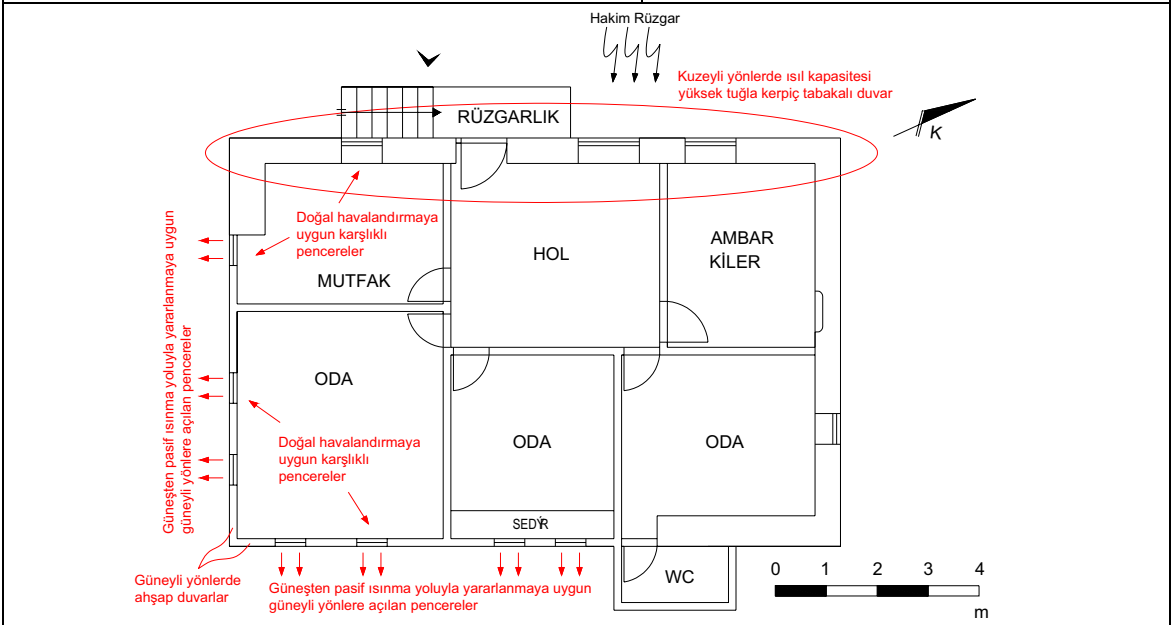 Hakim Rüzgar
Kuzeyli yönlerde ısıl kapasitesi
yüksek tuğla kerpiç tabakalı duvar
RÜZGARLIK
K
Doğal havalandırmaya
uygun karşlıklı
pencereler
MUTFAK
HOL
AMBAR
KİLER
Güneşten pasif ısınma yoluyla yararlanmaya uygun
güneyli yönlere açılan pencereler
ODA
Doğal havalandırmaya
uygun karşlıklı
pencereler
ODA
ODA
SEDÝR
Güneyli yönlerde
ahşap duvarlar
Güneşten pasif ısınma yoluyla yararlanmaya uygun
güneyli yönlere açılan pencereler
WC
0 1 2 3 4
m